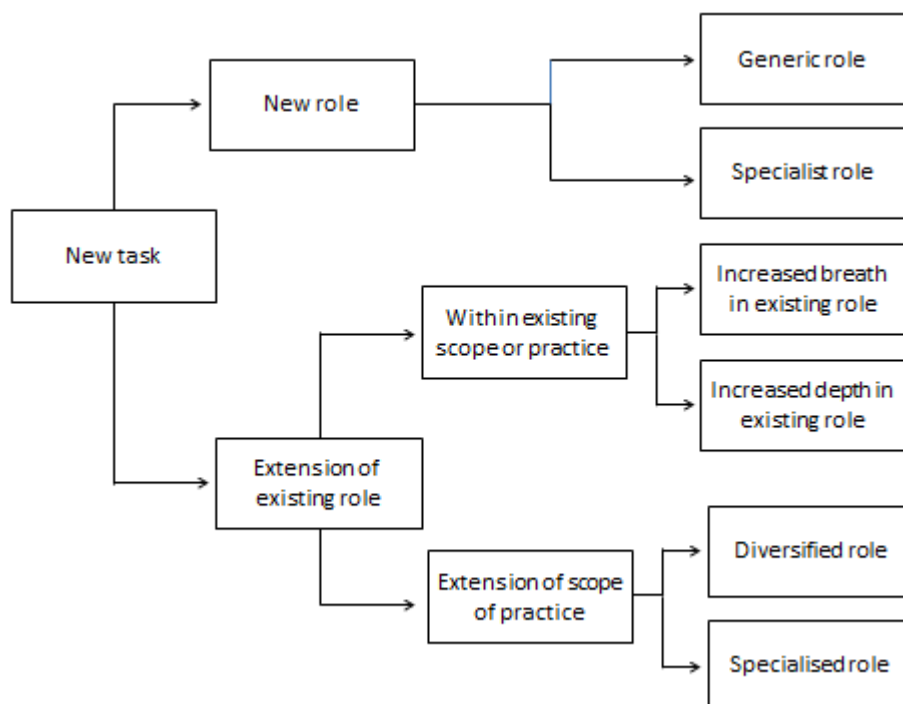 Generic role
New role
Specialist role
New task
Increased breath
in existing role
Within existing
scope or practice
Increased depth in
existing role
Extension of
existing role
Diversified role
Extension of scope
of practice
Specialised role